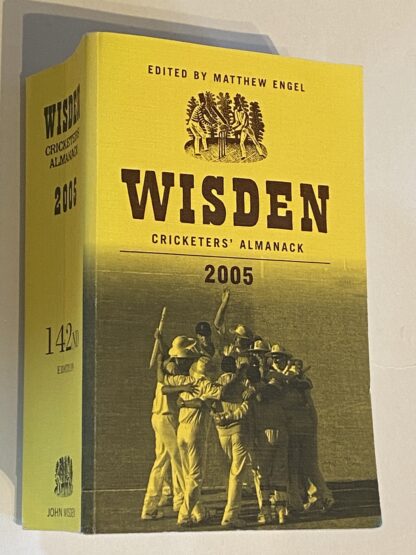 WISDEN
CRICKETERS'
ALMANACK
2005
142ND
EDITION
JOHN WISDEN
EDITED BY MATTHEW ENGEL
WISDEN
CRICKETERS' ALMANACK
2005